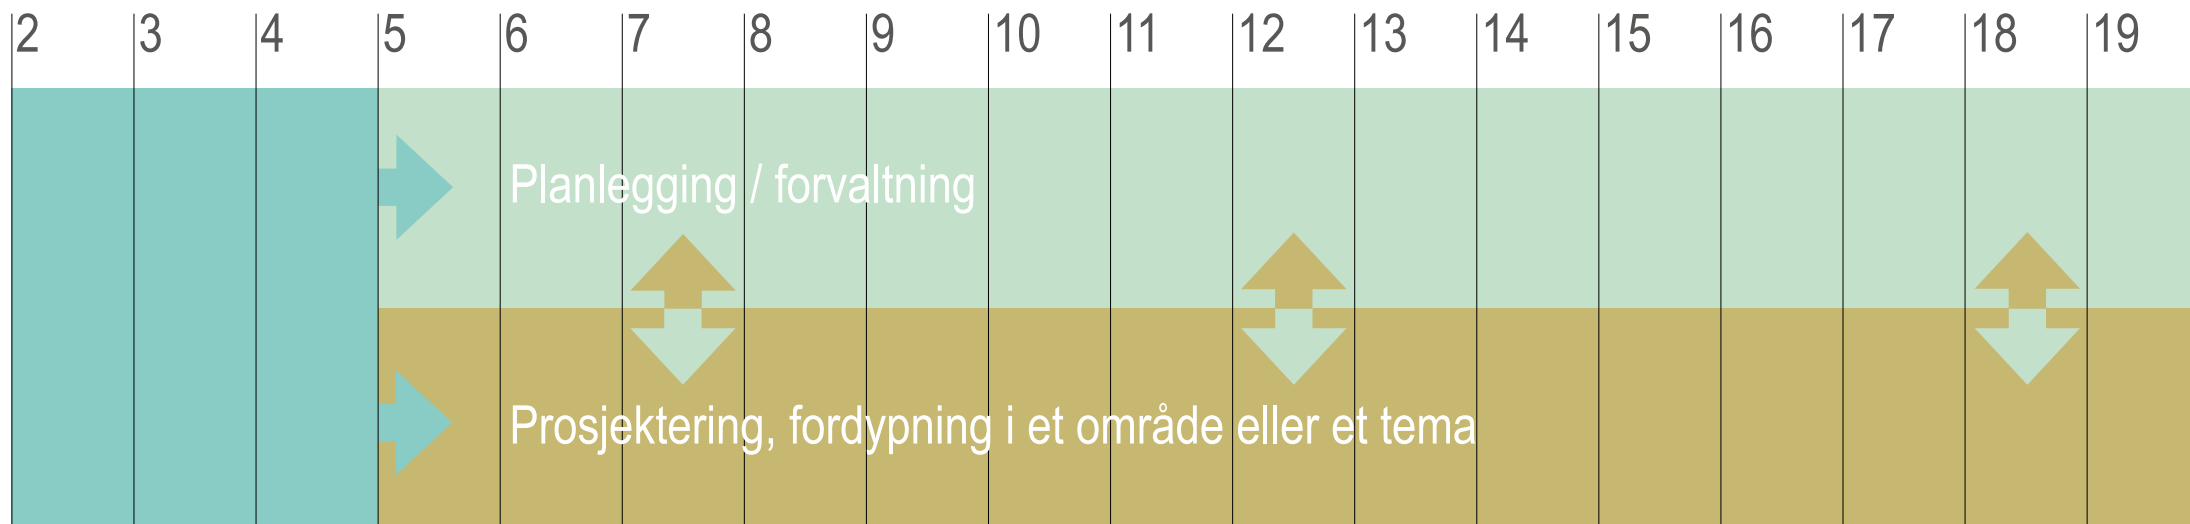 2 3 4 5 6 7 8 9 10 11 12 13 14 15 16 17 18 19
Planlegging / forvaltning
Prosjektering, fordypning i et område eller et tema